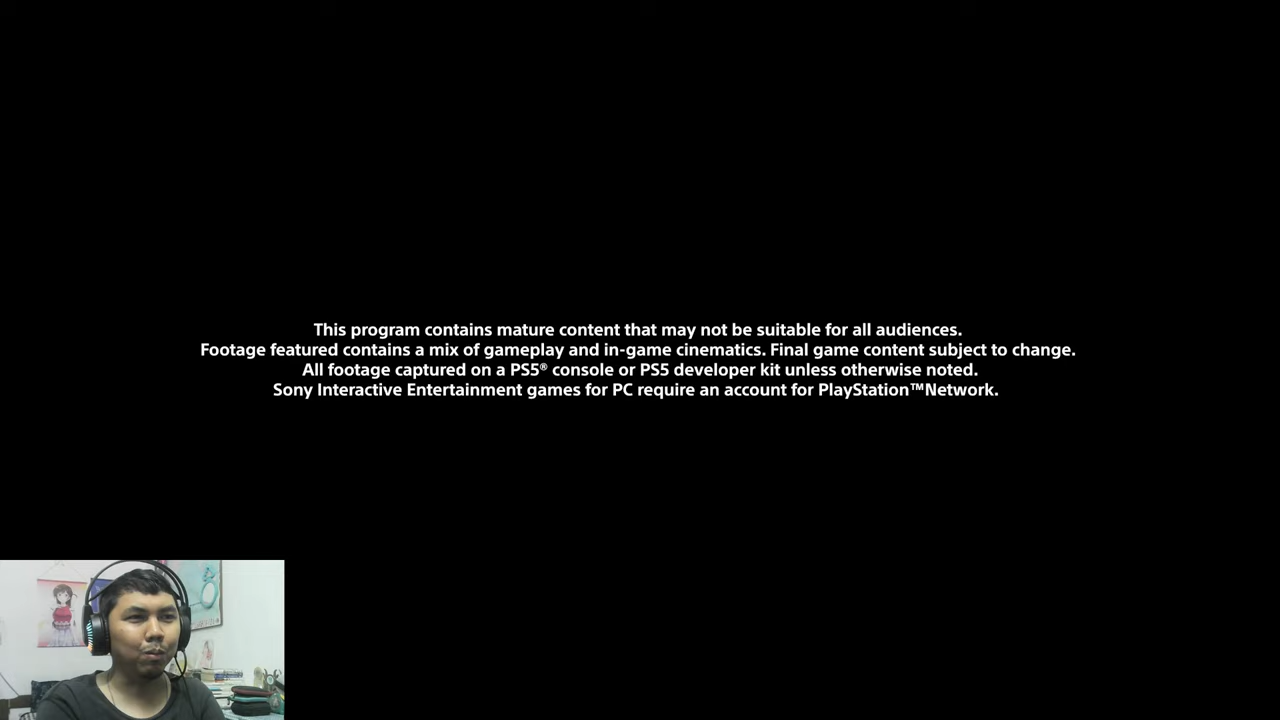 This program contains mature content that may not be suitable for all audiences.
Footage featured contains a mix of gameplay and in-game cinematics. Final game content subject to change.
All footage captured on a PS5® console or PS5 developer kit unless otherwise noted.
Sony Interactive Entertainment games for PC require an account for PlayStation™Network.